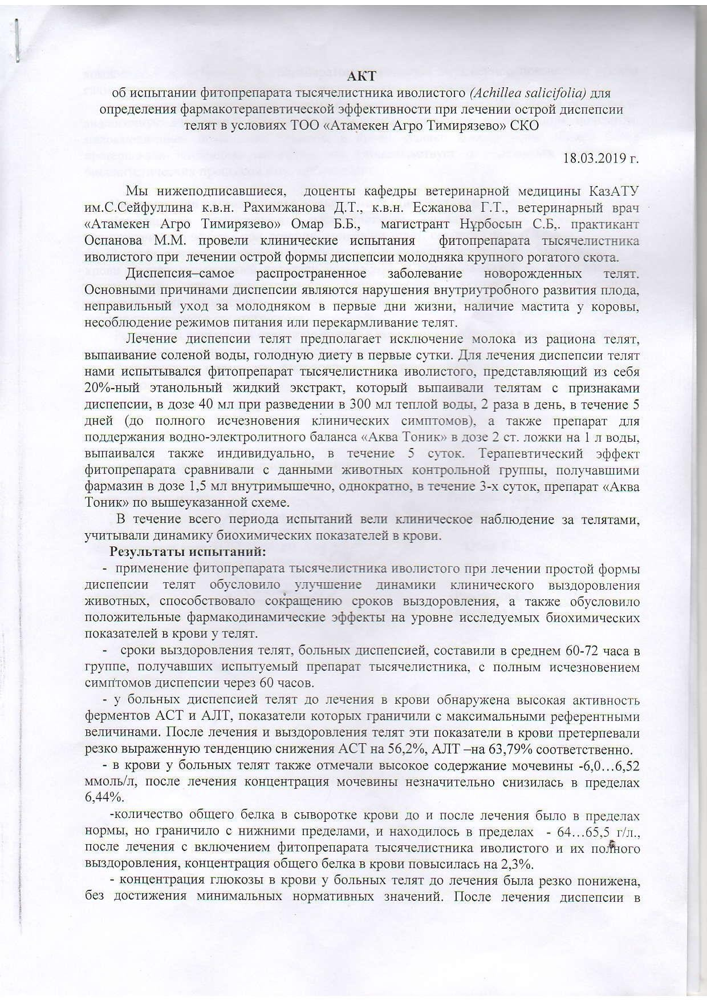 АКТ
об испытании фитопрепарата тысячелистника иволистого (Achillea salicifolia) для
определения фармакотерапевтической эффективности при лечении острой диспепсии
телят в условиях ТОО «Атамекен Агро Тимирязево» СКО
18.03.2019 г.
Мы нижеподписавшиеся, доценты кафедры ветеринарной медицины КазАТУ
им.С.Сейфуллина к.в.н. Рахимжанова Д.Т., к.в.н. Есжанова Г.Т., ветеринарный врач
«Атамекен Агро Тимирязево» Омар Б.Б., магистрант Нұрбосын С.Б,. практикант
Оспанова М.М. провели клинические испытания фитопрепарата тысячелистника
иволистого при лечении острой формы диспепсии молодняка крупного рогатого скота.
Диспепсия–самое распространенное заболевание новорожденных телят.
Основными причинами диспепсии являются нарушения внутриутробного развития плода,
неправильный уход за молодняком в первые дни жизни, наличие мастита у коровы,
несоблюдение режимов питания или перекармливание телят.
Лечение диспепсии телят предполагает исключение молока из рациона телят,
выпаивание соленой воды, голодную диету в первые сутки. Для лечения диспепсии телят
нами испытывался фитопрепарат тысячелистника иволистого, представляющий из себя
20%-ный этанольный жидкий экстракт, который выпаивали телятам с признаками
диспепсии, в дозе 40 мл при разведении в 300 мл теплой воды, 2 раза в день, в течение 5
дней (до полного исчезновения клинических симптомов), а также препарат для
поддержания водно-электролитного баланса «Аква Тоник» в дозе 2 ст. ложки на 1 л воды,
выпаивался также индивидуально, в течение 5 суток. Терапевтический эффект
фитопрепарата сравнивали с данными животных контрольной группы, получавшими
фармазин в дозе 1,5 мл внутримышечно, однократно, в течение 3-х суток, препарат «Аква
Тоник» по вышеуказанной схеме.
В течение всего периода испытаний вели клиническое наблюдение за телятами,
учитывали динамику биохимических показателей в крови.
Результаты испытаний:
- применение фитопрепарата тысячелистника иволистого при лечении простой формы
диспепсии телят обусловило улучшение динамики клинического выздоровления
животных, способствовало сокращению сроков выздоровления, а также обусловило
положительные фармакодинамические эффекты на уровне исследуемых биохимических
показателей в крови у телят.
- сроки выздоровления телят, больных диспепсией, составили в среднем 60-72 часа в
группе, получавших испытуемый препарат тысячелистника, с полным исчезновением
симптомов диспепсии через 60 часов.
- у больных диспепсией телят до лечения в крови обнаружена высокая активность
ферментов АСТ и АЛТ, показатели которых граничили с максимальными референтными
величинами. После лечения и выздоровления телят эти показатели в крови претерпевали
резко выраженную тенденцию снижения АСТ на 56,2%, АЛТ –на 63,79% соответственно.
- в крови у больных телят также отмечали высокое содержание мочевины -6,0…6,52
ммоль/л, после лечения концентрация мочевины незначительно снизилась в пределах
6,44%.
-количество общего белка в сыворотке крови до и после лечения было в пределах
нормы, но граничило с нижними пределами, и находилось в пределах - 64…65,5 г/л.,
после лечения с включением фитопрепарата тысячелистника иволистого и их полного
выздоровления, концентрация общего белка в крови повысилась на 2,3%.
- концентрация глюкозы в крови у больных телят до лечения была резко понижена,
без достижения минимальных нормативных значений. После лечения диспепсии в